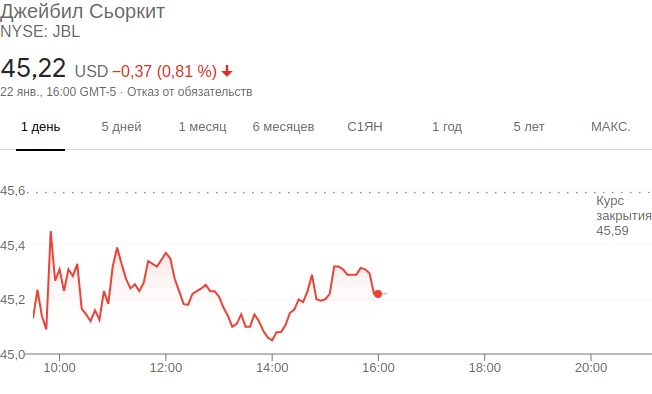 Джейбил Сьоркит
NYSE: JBL
45,22 USD −0,37 (0,81 %)
22 янв., 16:00 GMT-5 · Отказ от обязательств
1 день 5 дней 1 месяц 6 месяцев С1ЯН 1 год 5 лет МАКС.
45,6
Курс
закрытия
45,59
45,4
45,2
45,0
10:00 12:00 14:00 16:00 18:00 20:00